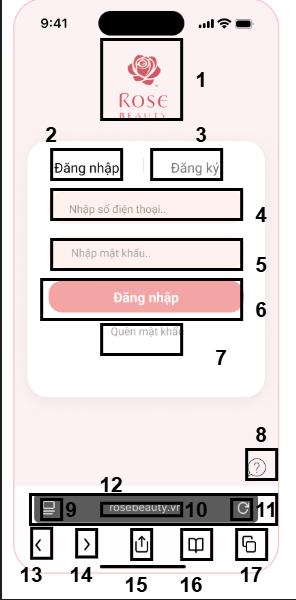 9:41
1
ROSE
BEAUTY
2
3
Đăng nhập
Đăng ký
Nhập số điện thoại..
4
Nhập mật khẩu..
5
Đăng nhập
6
Quên mật khẩu
7
8
?
12
9
rosebeauty.vn
10
11
13
14
15
16
17